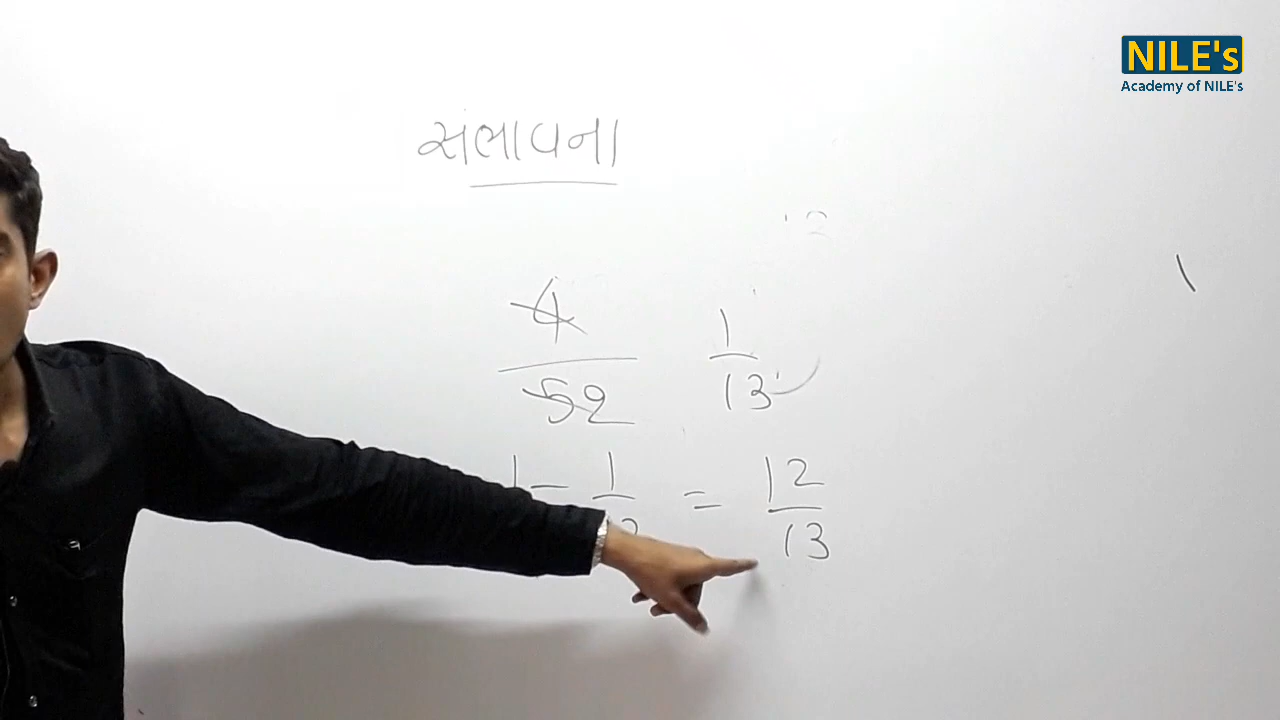 NILE's
Academy of NILE's
સંભાવના
4/52 1/13
1 - 1/ = 12/13